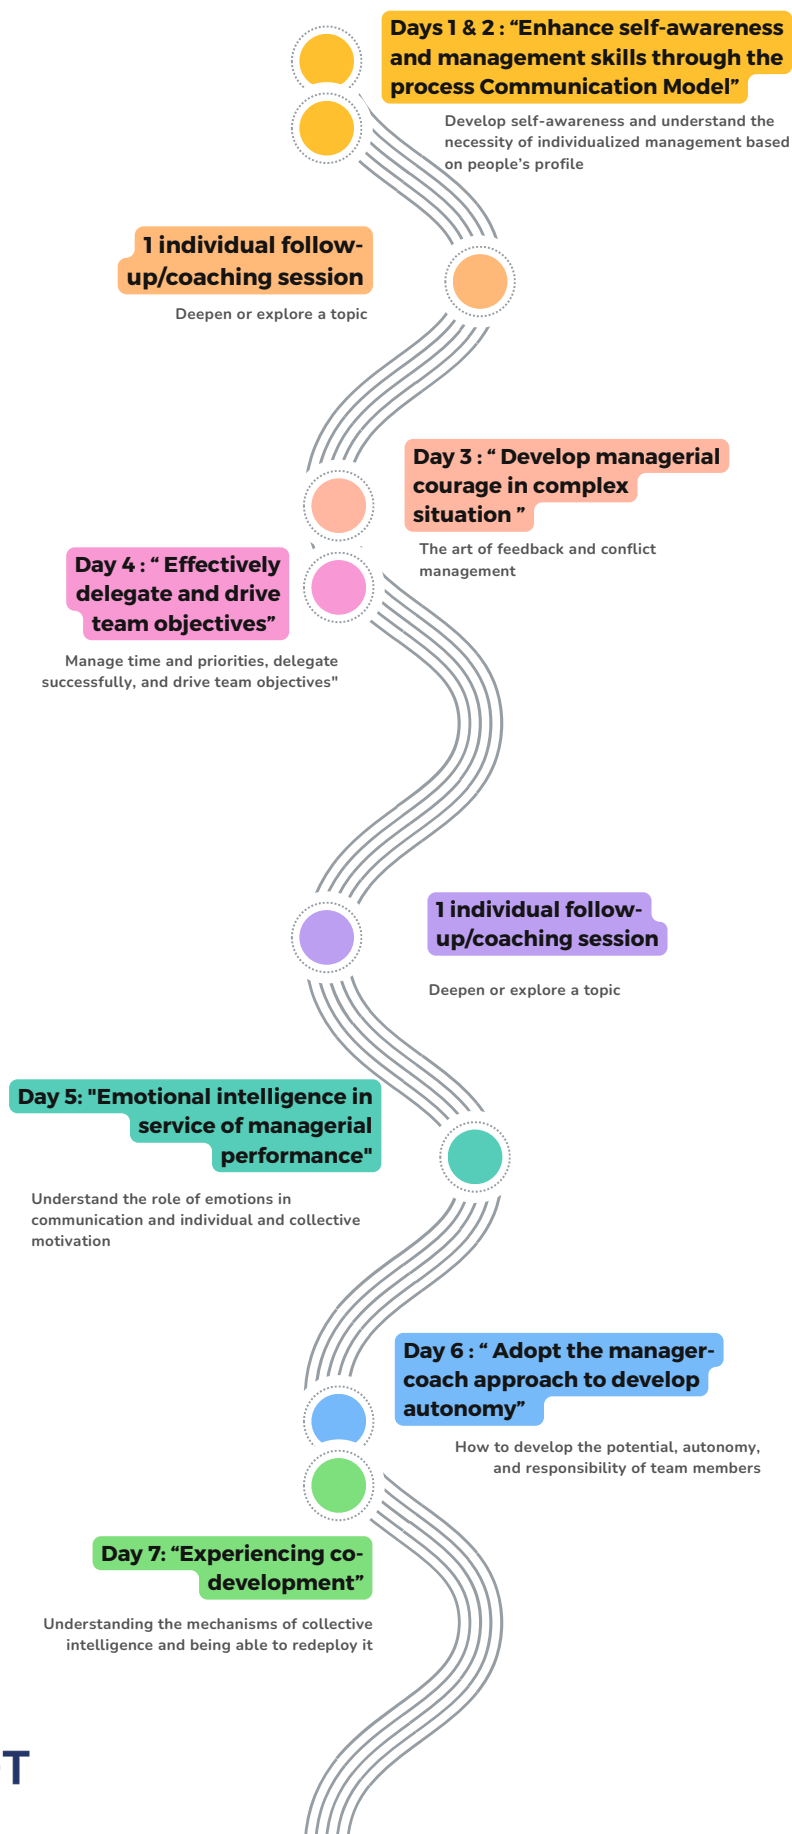 Days 1 & 2 : “Enhance self-awareness
and management skills through the
process Communication Model”
Develop self-awareness and understand the
necessity of individualized management based
on people’s profile
1 individual follow-
up/coaching session
Deepen or explore a topic
Day 3 : “ Develop managerial
courage in complex
situation ”
The art of feedback and conflict
management
Day 4 : “ Effectively
delegate and drive
team objectives”
Manage time and priorities, delegate
successfully, and drive team objectives"
1 individual follow-
up/coaching session
Deepen or explore a topic
Day 5: "Emotional intelligence in
service of managerial
performance"
Understand the role of emotions in
communication and individual and collective
motivation
Day 6 : “ Adopt the manager-
coach approach to develop
autonomy”
How to develop the potential, autonomy,
and responsibility of team members
Day 7: “Experiencing co-
development”
Understanding the mechanisms of collective
intelligence and being able to redeploy it
T